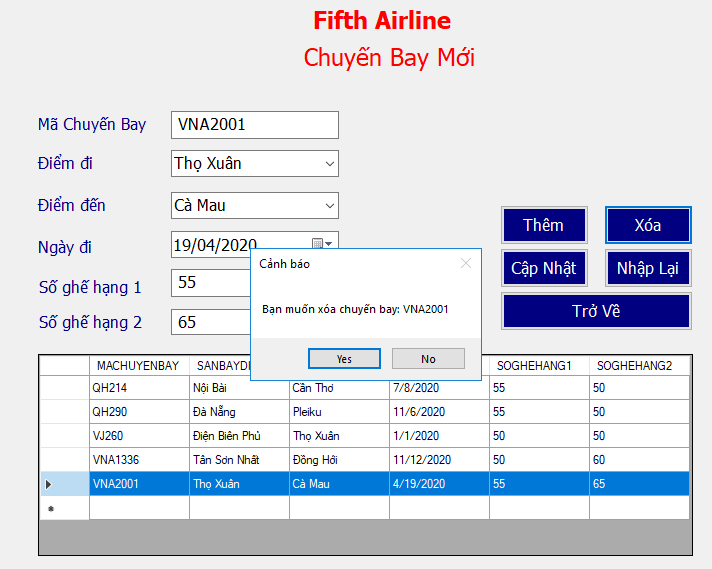 Fifth Airline
Chuyến Bay Mới
Mã Chuyến Bay VNA2001
Điểm đi Thọ Xuân
Điểm đến Cà Mau
Ngày đi 19/04/2020
Số ghế hạng 1 55
Số ghế hạng 2 65
Thêm Xóa
Cập Nhật Nhập Lại
Trở Về
Cảnh báo
Bạn muốn xóa chuyến bay: VNA2001
Yes No
MACHUYENBAY SOGHEHANG1 SOGHEHANG2
QH214 Nội Bài Cần Thơ 7/8/2020 55 50
QH290 Đà Nẵng Pleiku 11/6/2020 55 50
VJ260 Điện Biên Phủ Thọ Xuân 1/1/2020 50 50
VNA1336 Tân Sơn Nhất Đồng Hới 11/12/2020 50 60
VNA2001 Thọ Xuân Cà Mau 4/19/2020 55 65